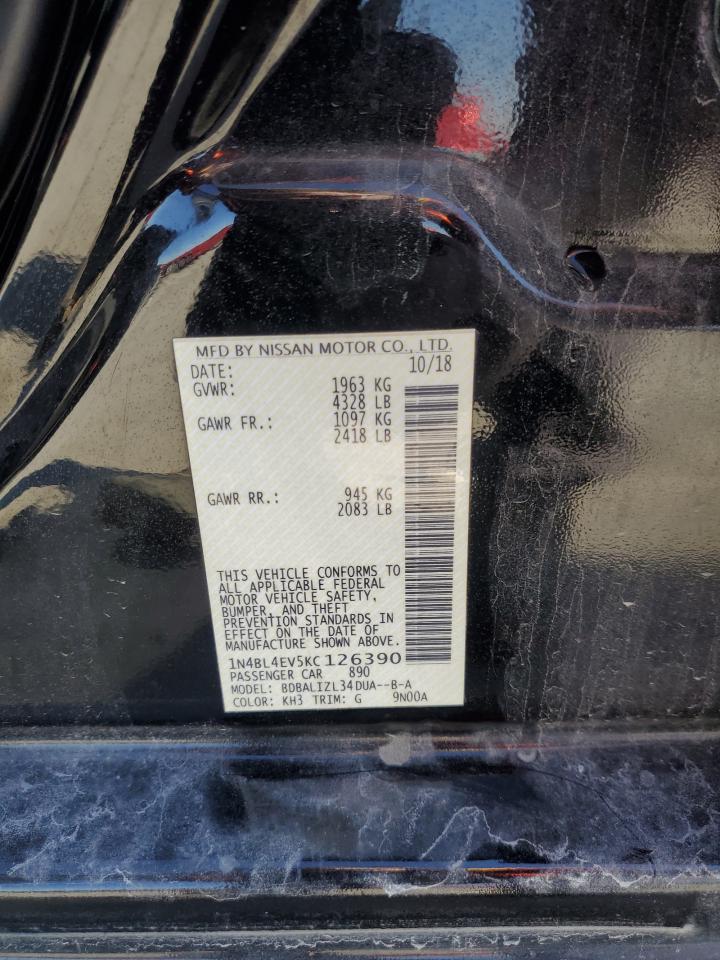 MFD BY NISSAN MOTOR CO., LTD.
DATE: 10/18
GVWR: 1963 KG
4328 LB
GAWR FR.: 1097 KG
2418 LB
GAWR RR.: 945 KG
2083 LB
THIS VEHICLE CONFORMS TO
ALL APPLICABLE FEDERAL
MOTOR VEHICLE SAFETY,
BUMPER, AND THEFT
PREVENTION STANDARDS IN
EFFECT ON THE DATE OF
MANUFACTURE SHOWN ABOVE.
1N4BL4EV5KC126390
PASSENGER CAR 890
MODEL: BDBALIZL34DUA--B-A
COLOR: KH3 TRIM: G 9N00A